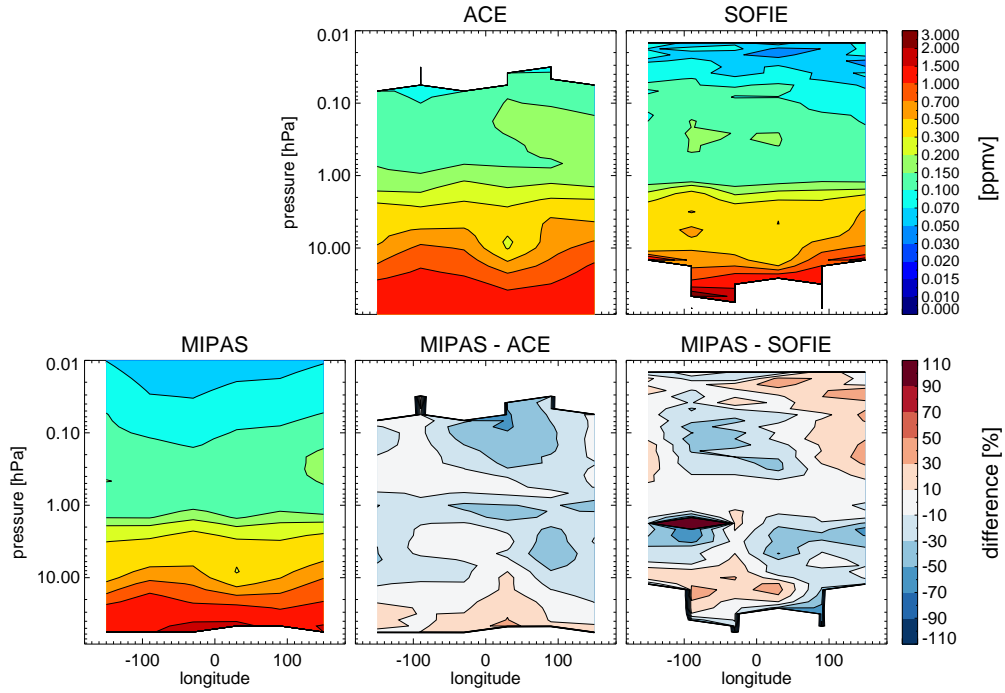 ACE
SOFIE
0.01
0.10
1.00
10.00
pressure [hPa]
3.000
2.000
1.500
1.000
0.700
0.500
0.300
0.200
0.150
0.100
0.070
0.050
0.030
0.020
0.015
0.010
0.000
[ppmv]
MIPAS
MIPAS - ACE
MIPAS - SOFIE
0.01
0.10
1.00
10.00
pressure [hPa]
110
90
70
50
30
10
-10
-30
-50
-70
-90
-110
difference [%]
-100 0 100
-100 0 100
-100 0 100
longitude
longitude
longitude